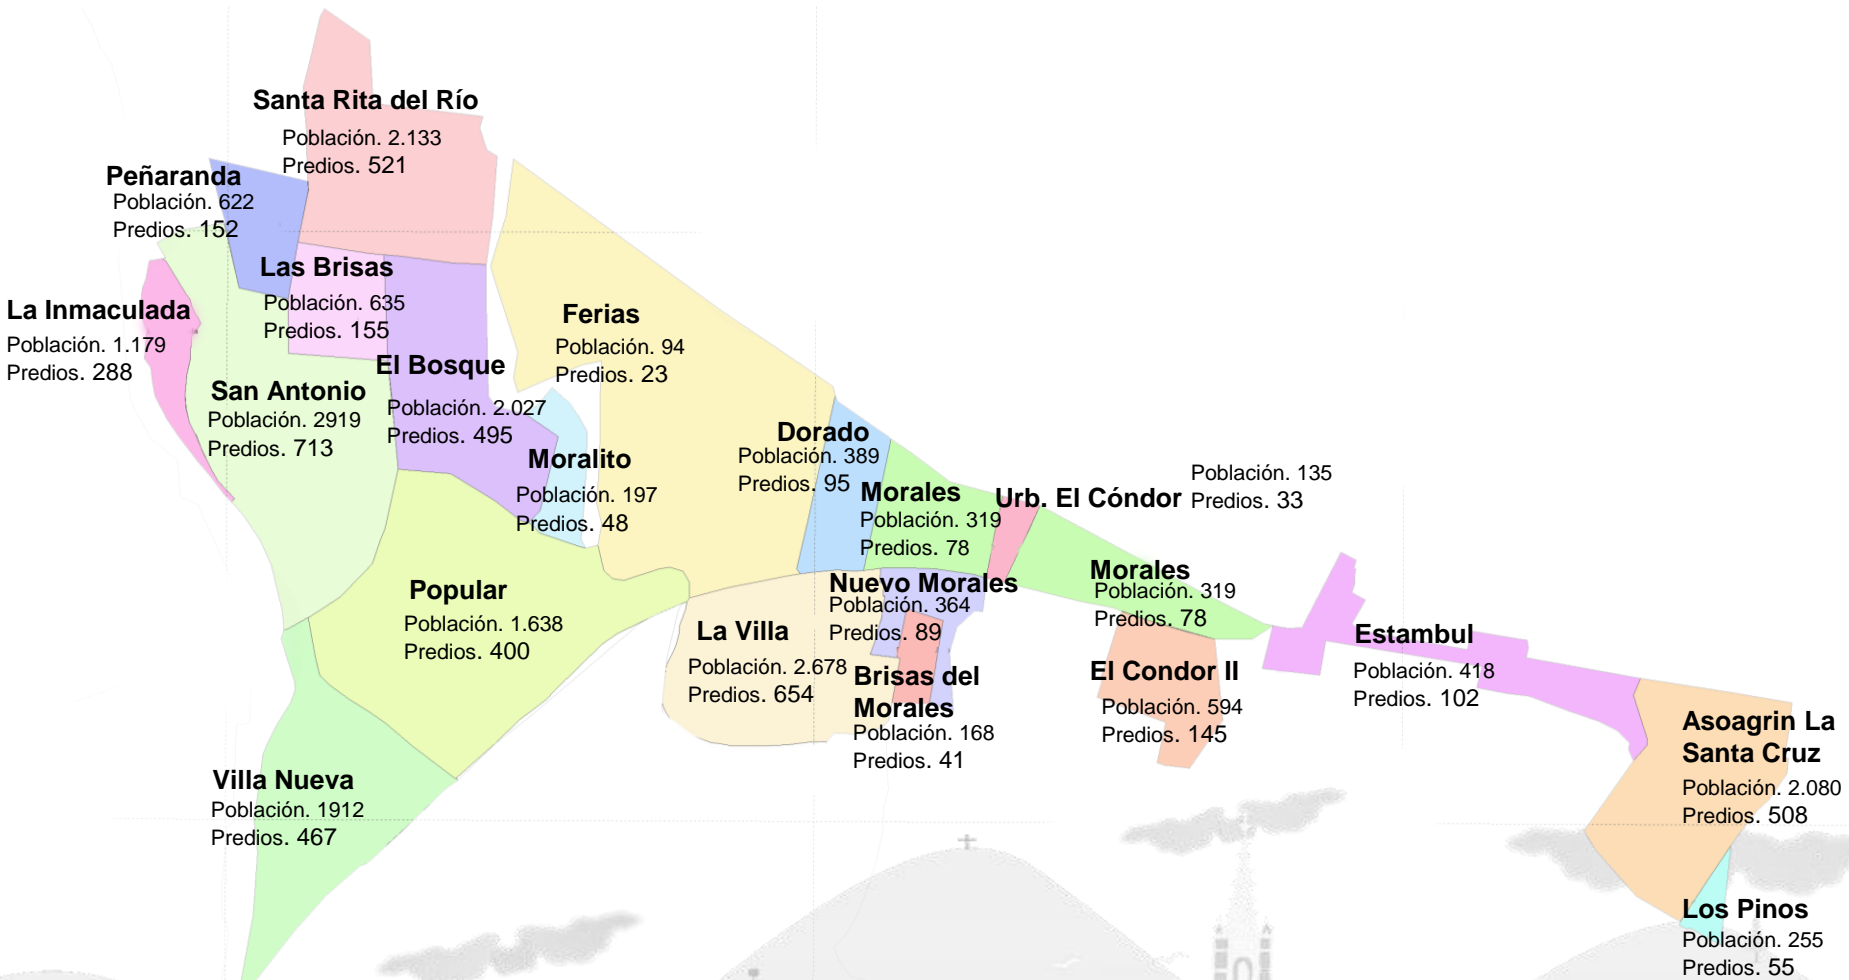 Santa Rita del Río
Población. 2.133
Predios. 521
Peñaranda
Población. 622
Predios. 152
Las Brisas
Población. 635
Predios. 155
La Inmaculada
Población. 1.179
Predios. 288
San Antonio
Población. 2919
Predios. 713
El Bosque
Población. 2.027
Predios. 495
Ferias
Población. 94
Predios. 23
Moralito
Población. 197
Predios. 48
Dorado
Población. 389
Predios. 95
Morales
Población. 319
Predios. 78
Urb. El Cóndor
Población. 135
Predios. 33
Popular
Población. 1.638
Predios. 400
Nuevo Morales
Población. 364
Predios. 89
Morales
Población. 319
Predios. 78
La Villa
Población. 2.678
Predios. 654
Brisas del
Morales
Población. 168
Predios. 41
El Condor II
Población. 594
Predios. 145
Estambul
Población. 418
Predios. 102
Asoagrin La
Santa Cruz
Población. 2.080
Predios. 508
Villa Nueva
Población. 1912
Predios. 467
Los Pinos
Población. 255
Predios. 55